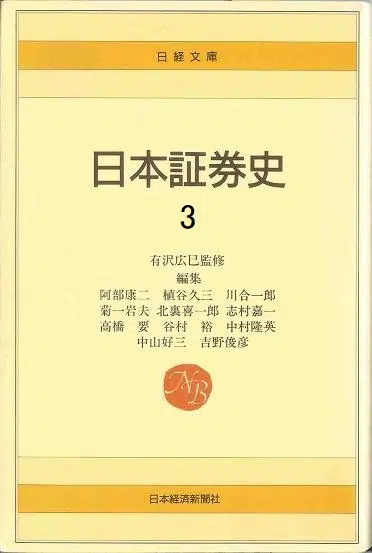 日経文庫
日本証券史
3
有沢広巳監修
編集
阿部康二 植谷久三 川合一郎
菊一岩夫 北裏喜一郎 志村嘉一
高橋 要 谷村 裕 中村隆英
中山好三 吉野俊彦
NB
日本経済新聞社